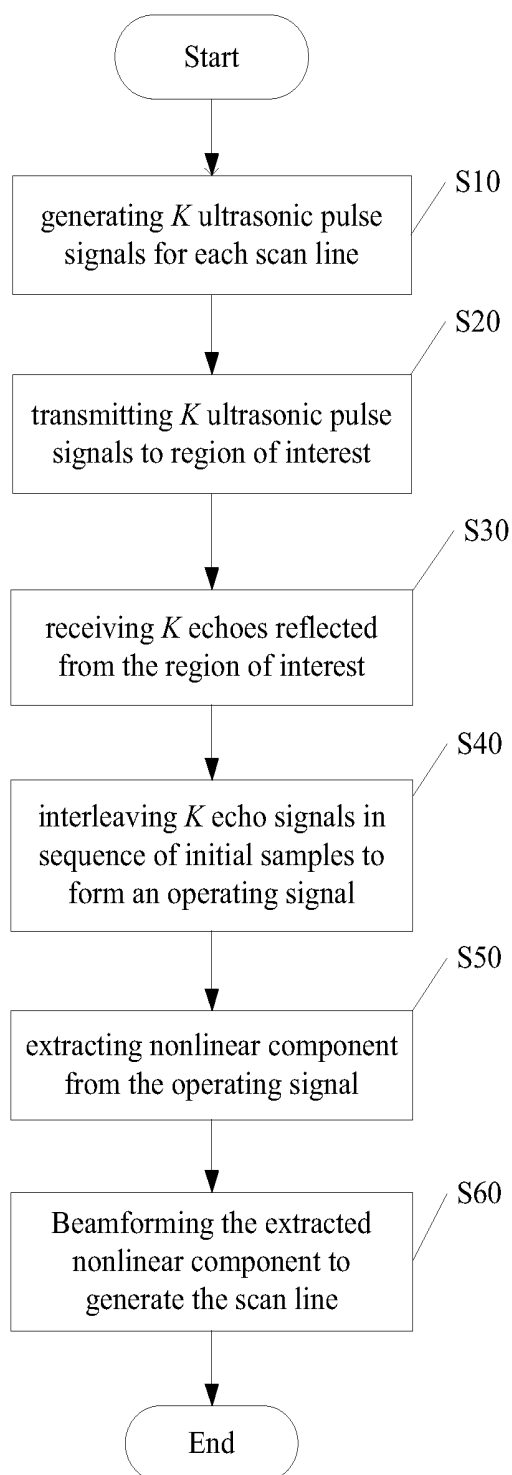 Start
S10
generating K ultrasonic pulse
signals for each scan line
S20
transmitting K ultrasonic pulse
signals to region of interest
S30
receiving K echoes reflected
from the region of interest
S40
interleaving K echo signals in
sequence of initial samples to
form an operating signal
S50
extracting nonlinear component
from the operating signal
S60
Beamforming the extracted
nonlinear component to
generate the scan line
End